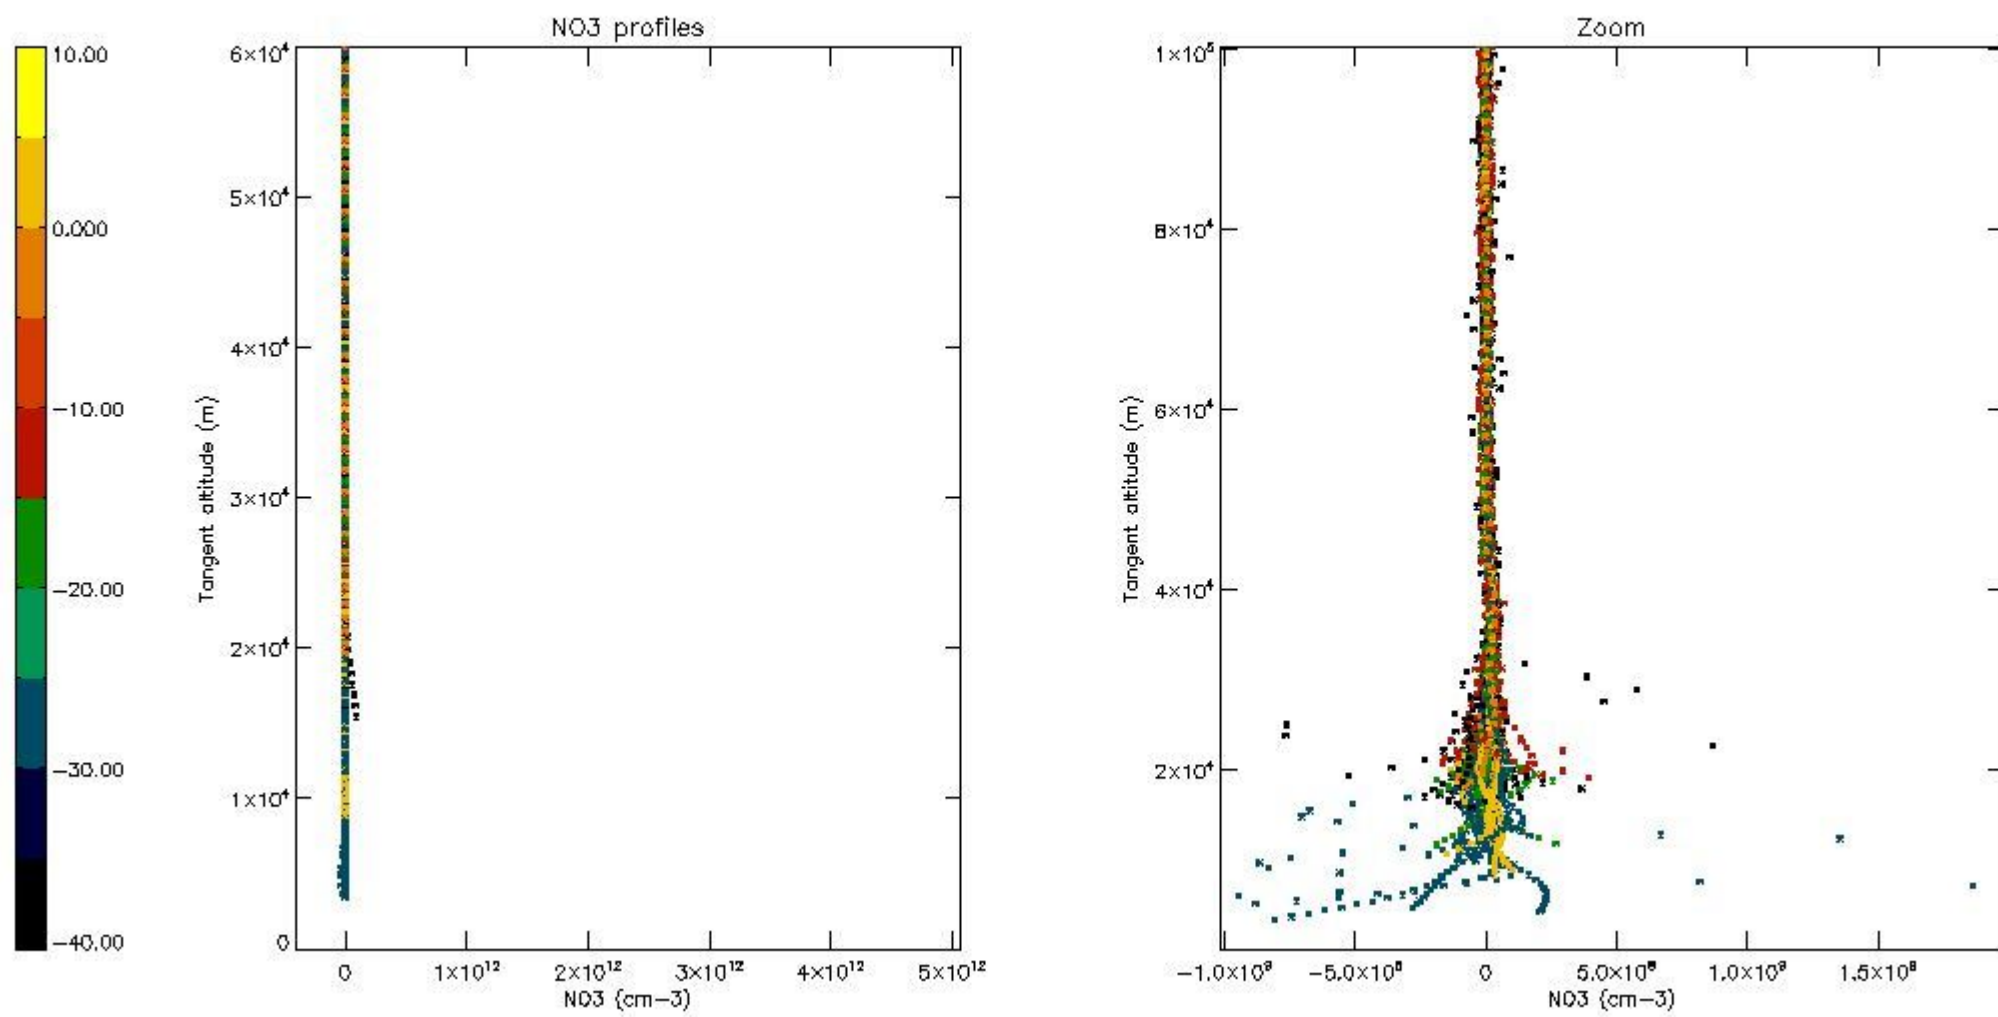 NO3 profiles
Zoom
10.00
0.000
−10.00
−20.00
−30.00
−40.00
6×10⁴
5×10⁴
4×10⁴
3×10⁴
2×10⁴
1×10⁴
0
Tangent altitude (m)
0 1×10¹² 2×10¹² 3×10¹² 4×10¹² 5×10¹²
NO3 (cm−3)
1×10⁵
8×10⁴
6×10⁴
4×10⁴
2×10⁴
Tangent altitude (m)
−1.0×10⁹ −5.0×10⁸ 0 5.0×10⁸ 1.0×10⁹ 1.5×10⁹
NO3 (cm−3)